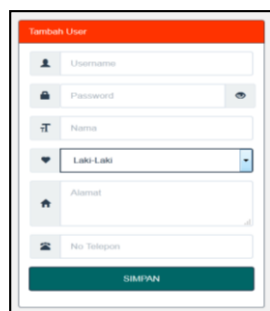 Tambah User
Username
Password
Nama
Laki-Laki
Alamat
No Telepon
SIMPAN